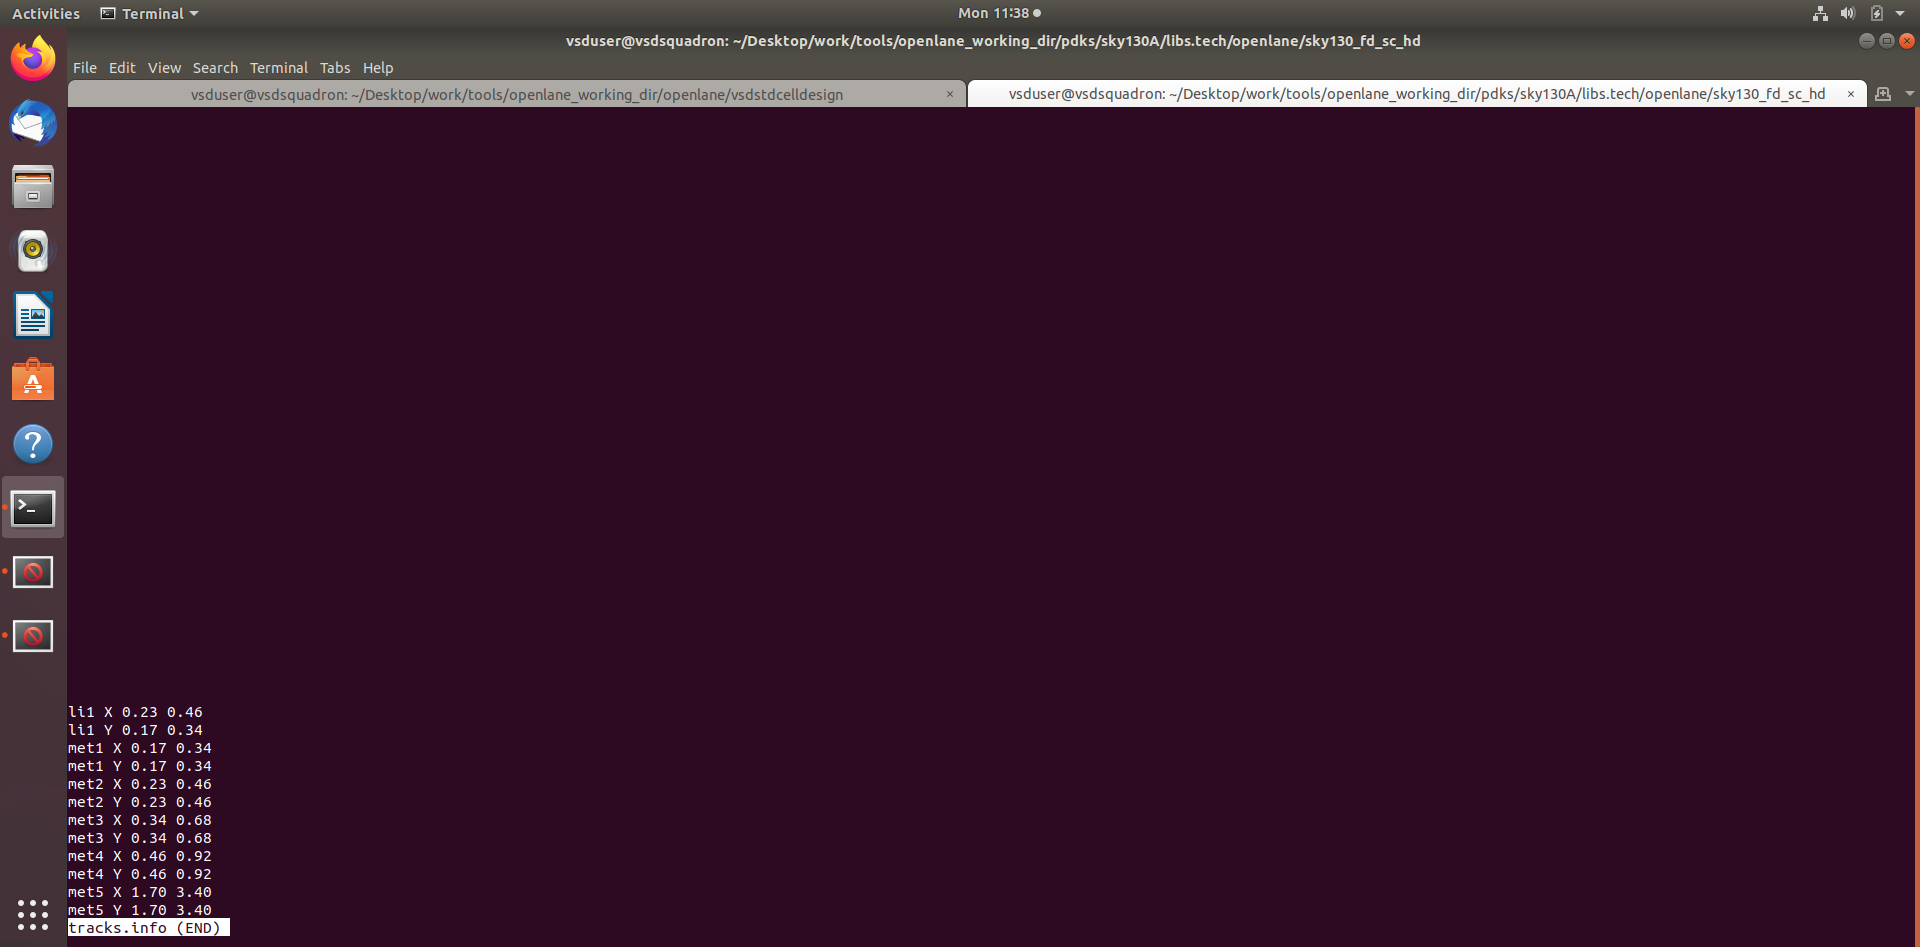 Activities Terminal Mon 11:38
vsduser@vsdsquadron: ~/Desktop/work/tools/openlane_working_dir/pdks/sky130A/libs.tech/openlane/sky130_fd_sc_hd
File Edit View Search Terminal Tabs Help
vsduser@vsdsquadron: ~/Desktop/work/tools/openlane_working_dir/openlane/vsdstdcelldesign × vsduser@vsdsquadron: ~/Desktop/work/tools/openlane_working_dir/pdks/sky130A/libs.tech/openlane/sky130_fd_sc_hd ×
li1 X 0.23 0.46
li1 Y 0.17 0.34
met1 X 0.17 0.34
met1 Y 0.17 0.34
met2 X 0.23 0.46
met2 Y 0.23 0.46
met3 X 0.34 0.68
met3 Y 0.34 0.68
met4 X 0.46 0.92
met4 Y 0.46 0.92
met5 X 1.70 3.40
met5 Y 1.70 3.40
tracks.info (END)